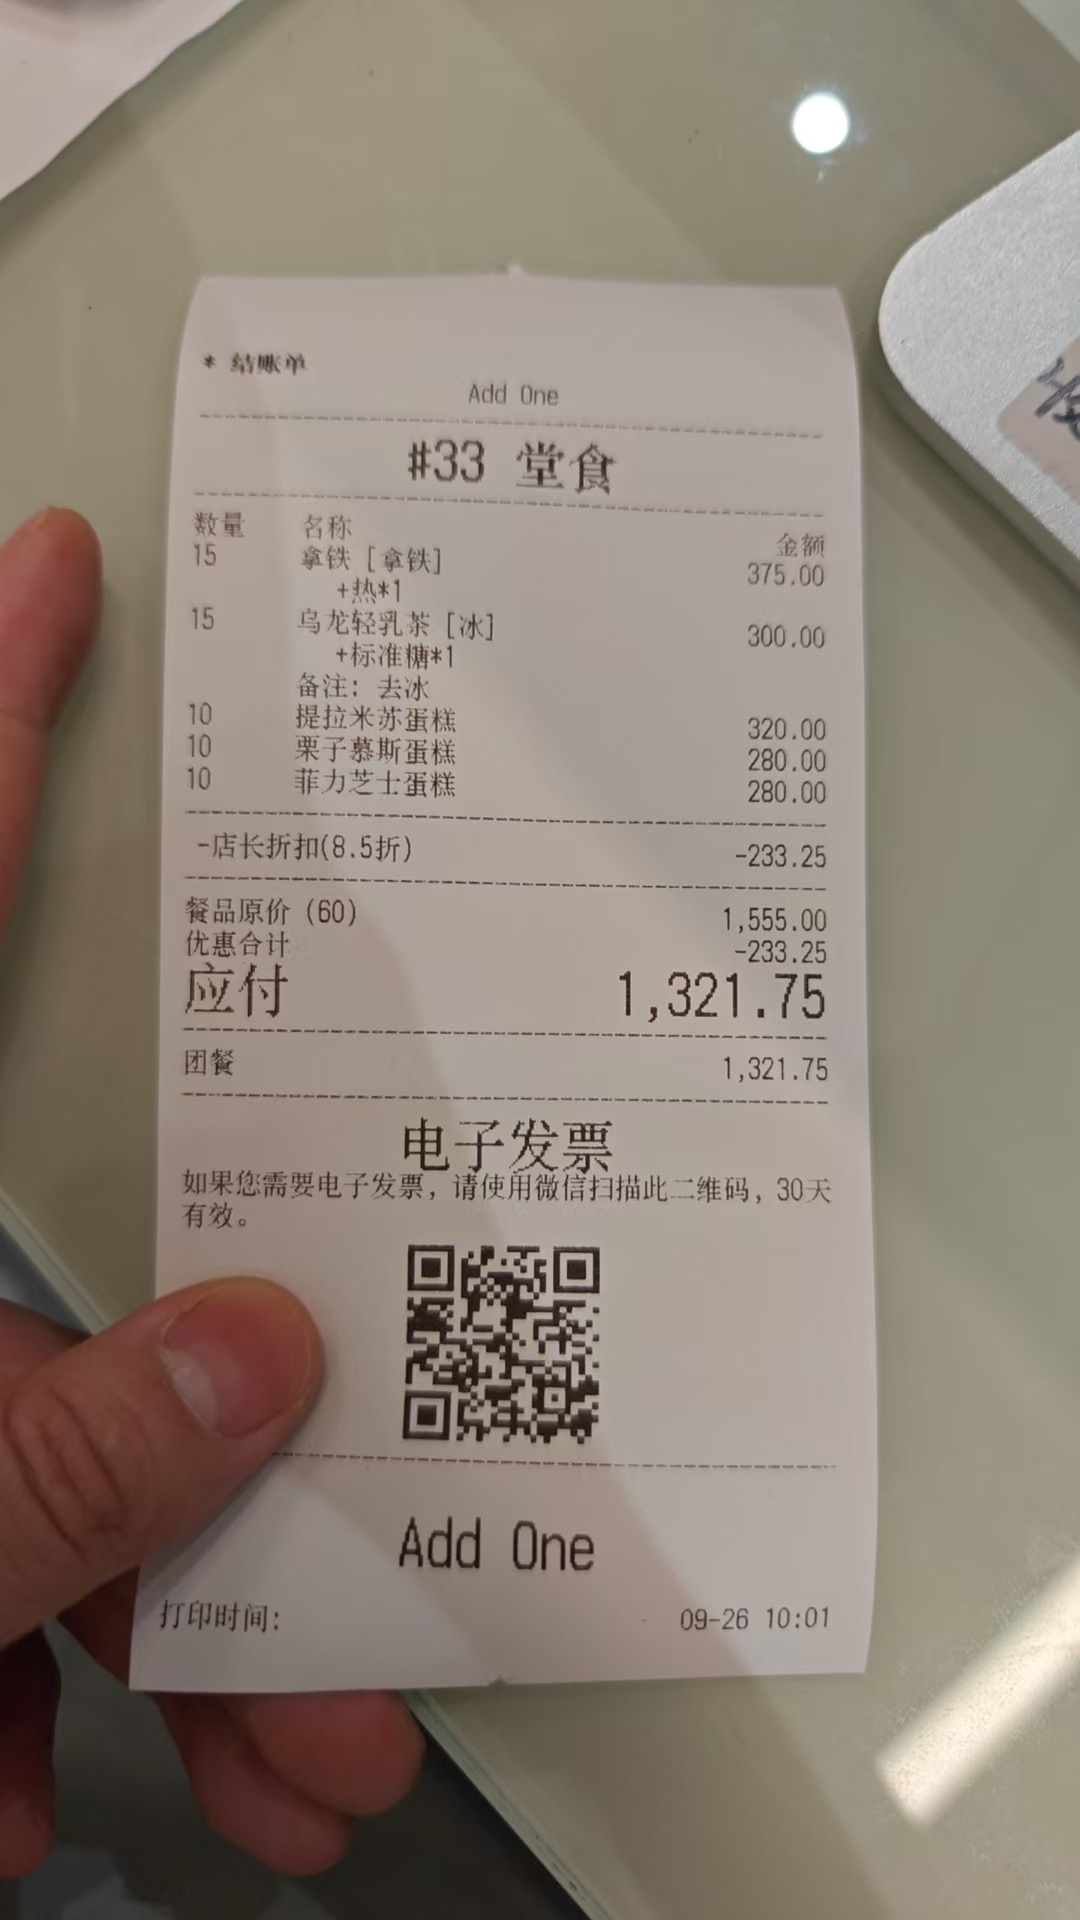 * 结账单
Add One
#33 堂食
数量 名称 金额
15 拿铁 [拿铁] 375.00
+热*1
15 乌龙轻乳茶 [冰] 300.00
+标准糖*1
备注: 去冰
10 提拉米苏蛋糕 320.00
10 栗子慕斯蛋糕 280.00
10 菲力芝士蛋糕 280.00
-店长折扣(8.5折) -233.25
餐品原价 (60) 1,555.00
优惠合计 -233.25
应付 1,321.75
团餐 1,321.75
电子发票
如果您需要电子发票, 请使用微信扫描此二维码, 30天
有效。
Add One
打印时间: 09-26 10:01